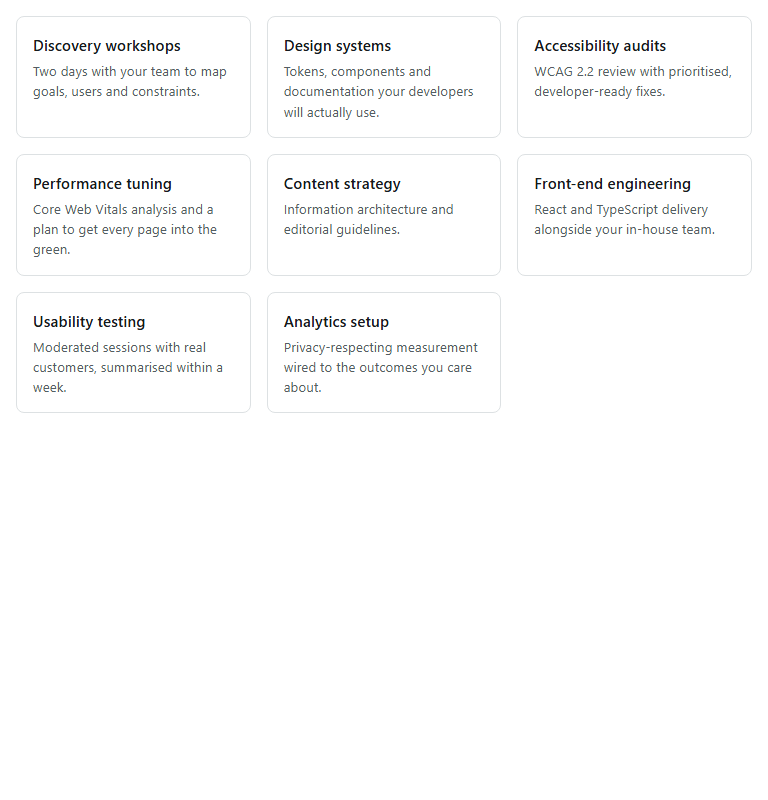 Discovery workshops
Two days with your team to map
goals, users and constraints.
Design systems
Tokens, components and
documentation your developers
will actually use.
Accessibility audits
WCAG 2.2 review with prioritised,
developer-ready fixes.
Performance tuning
Core Web Vitals analysis and a
plan to get every page into the
green.
Content strategy
Information architecture and
editorial guidelines.
Front-end engineering
React and TypeScript delivery
alongside your in-house team.
Usability testing
Moderated sessions with real
customers, summarised within a
week.
Analytics setup
Privacy-respecting measurement
wired to the outcomes you care
about.